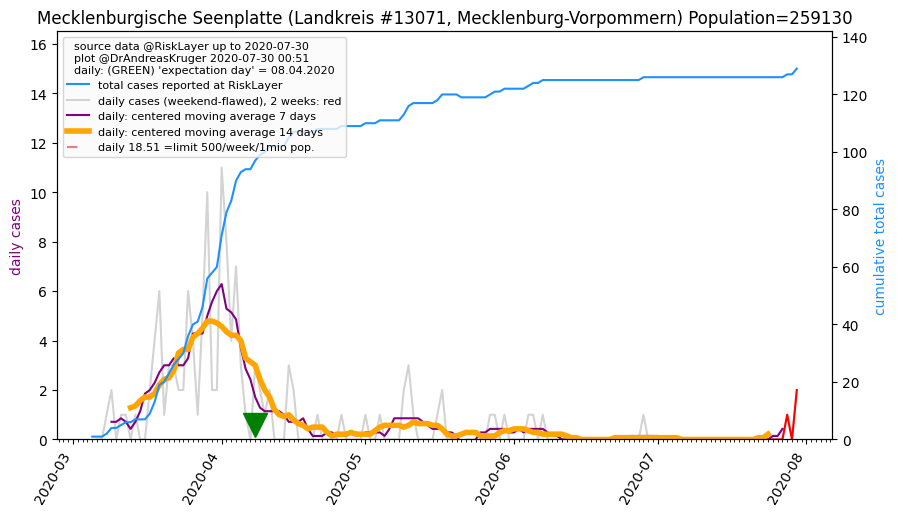 Mecklenburgische Seenplatte (Landkreis #13071, Mecklenburg-Vorpommern) Population=259130
source data @RiskLayer up to 2020-07-30
plot @DrAndreasKruger 2020-07-30 00:51
daily: (GREEN) 'expectation day' = 08.04.2020
total cases reported at RiskLayer
daily cases (weekend-flawed), 2 weeks: red
daily: centered moving average 7 days
daily: centered moving average 14 days
daily 18.51 =limit 500/week/1mio pop.
daily cases
16
14
12
10
8
6
4
2
0
140
120
100
80
60
40
20
0
cumulative total cases
2020-03
2020-04
2020-05
2020-06
2020-07
2020-08